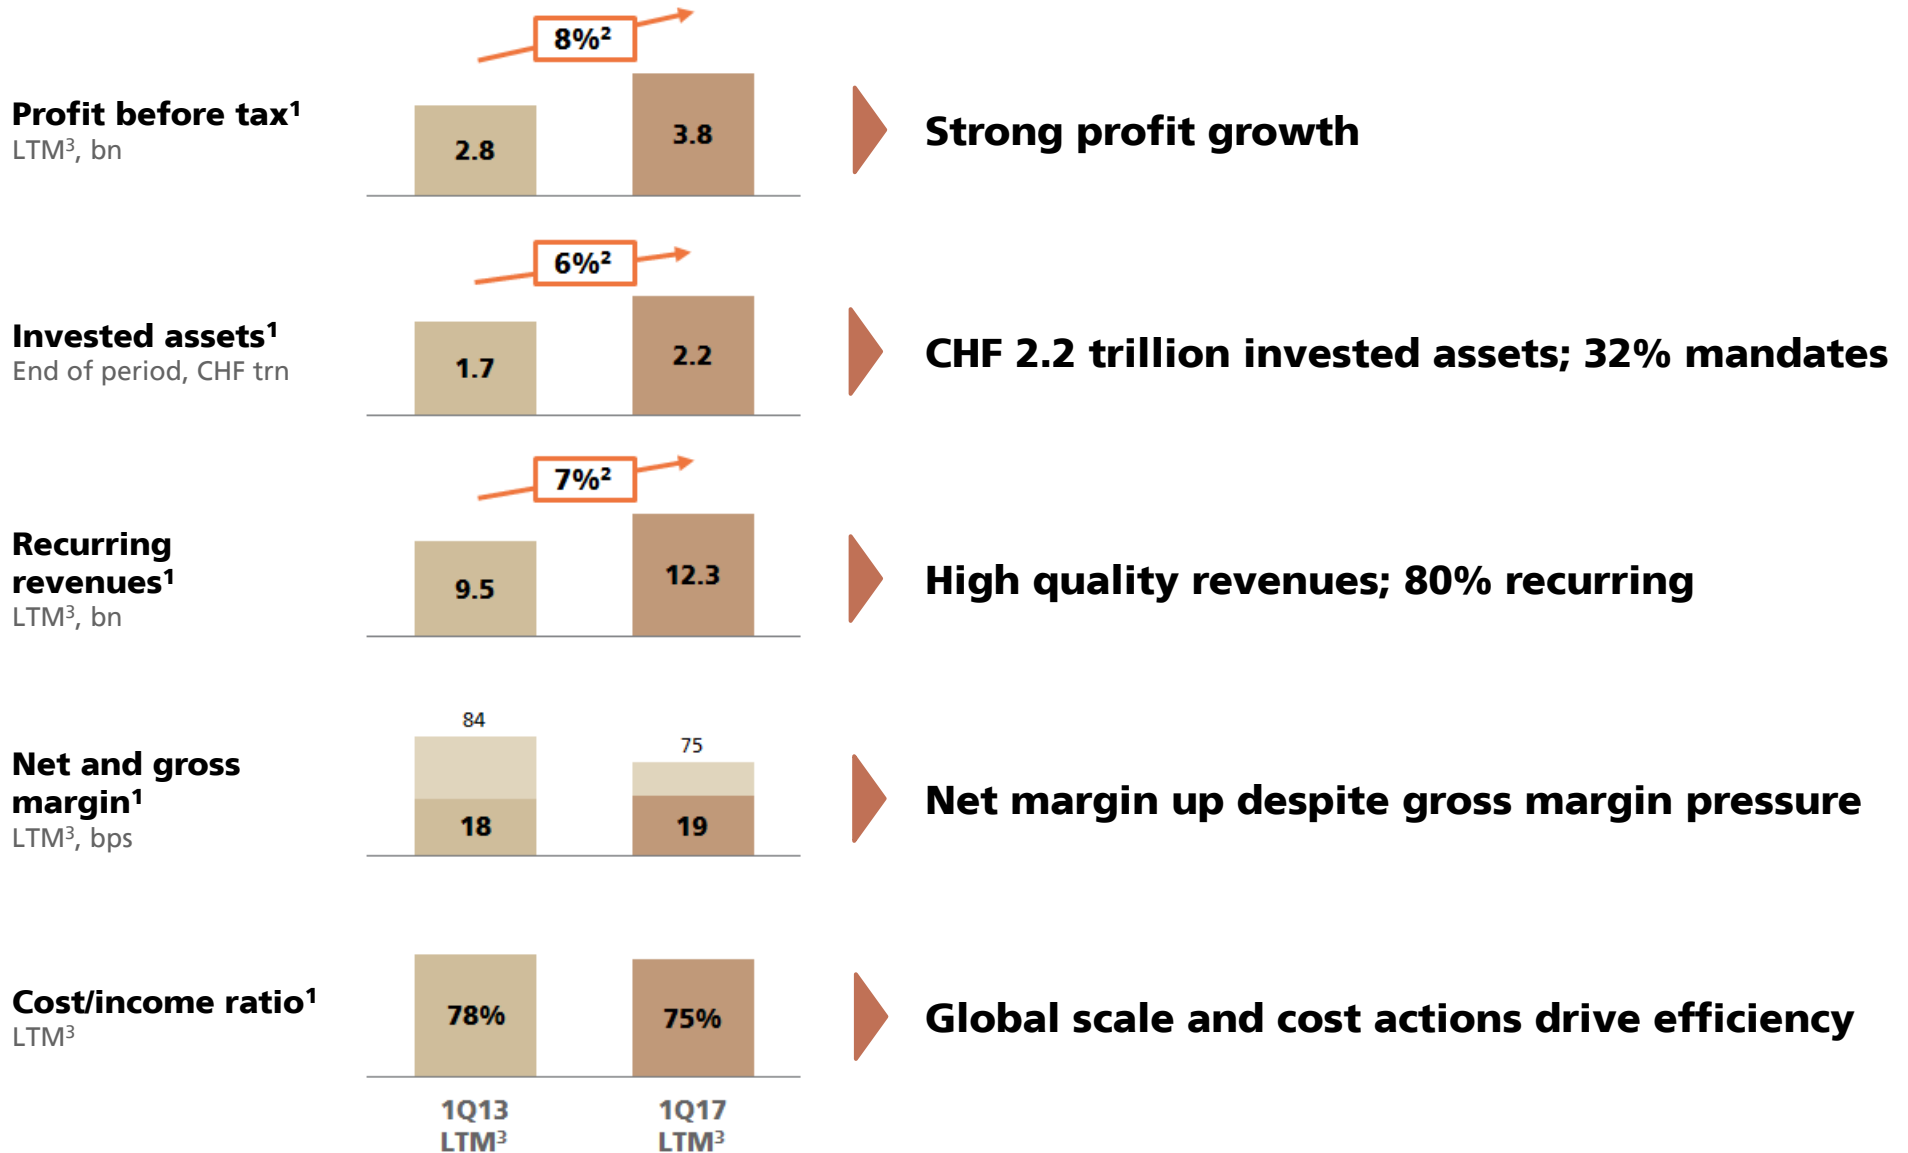 8%²
Profit before tax¹
LTM³, bn
2.8
3.8
Strong profit growth
6%²
Invested assets¹
End of period, CHF trn
1.7
2.2
CHF 2.2 trillion invested assets; 32% mandates
7%²
Recurring
revenues¹
LTM³, bn
9.5
12.3
High quality revenues; 80% recurring
84
75
Net and gross
margin¹
LTM³, bps
18
19
Net margin up despite gross margin pressure
Cost/income ratio¹
LTM³
78%
75%
Global scale and cost actions drive efficiency
1Q13
LTM³
1Q17
LTM³